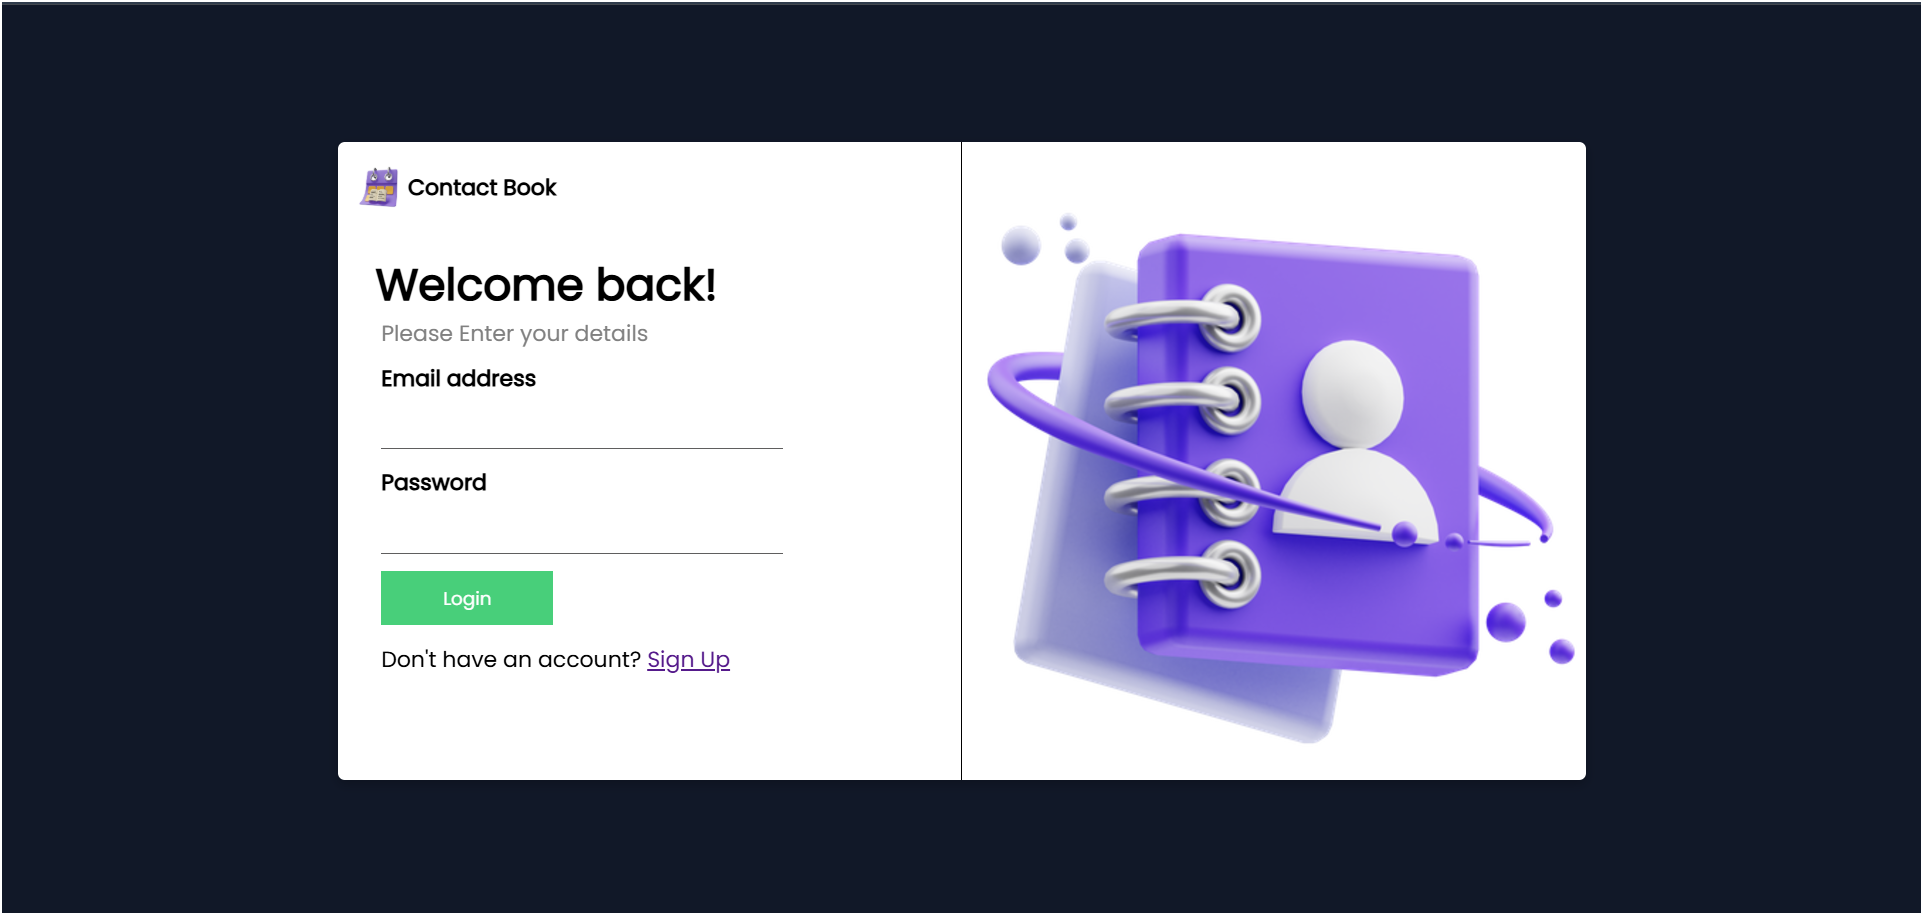 Contact Book
Welcome back!
Please Enter your details
Email address
Password
Login
Don't have an account? Sign Up